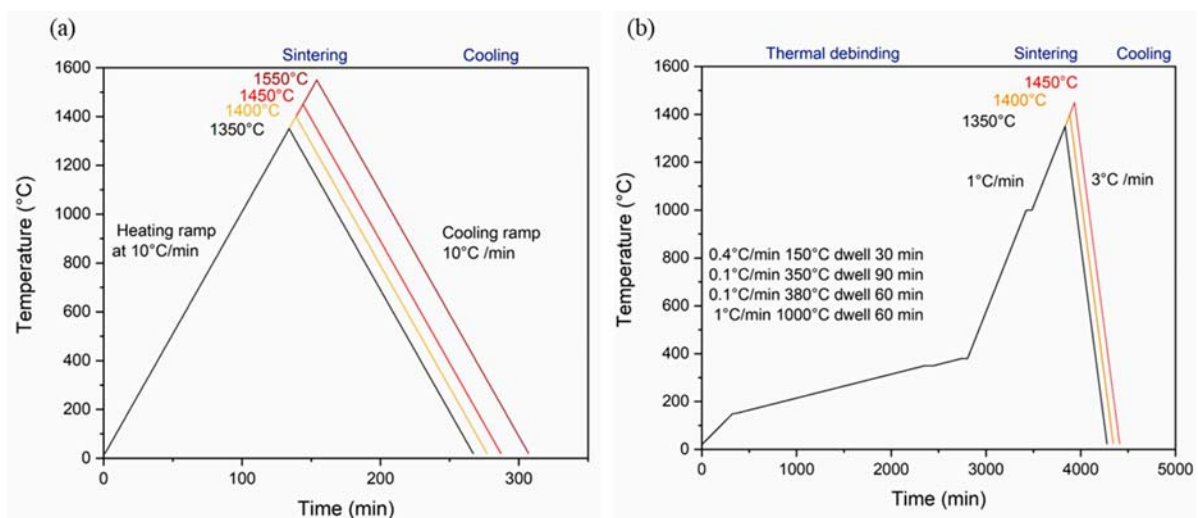 (a)
Sintering
Cooling
1600
1400
1200
1000
800
600
400
200
0
Temperature (°C)
1550°C
1450°C
1400°C
1350°C
Heating ramp
at 10°C/min
Cooling ramp
10°C /min
0
100
200
300
Time (min)
(b)
Thermal debinding
Sintering
Cooling
1600
1400
1200
1000
800
600
400
200
0
Temperature (°C)
1450°C
1400°C
1350°C
1°C/min
3°C /min
0.4°C/min 150°C dwell 30 min
0.1°C/min 350°C dwell 90 min
0.1°C/min 380°C dwell 60 min
1°C/min 1000°C dwell 60 min
0
1000
2000
3000
4000
5000
Time (min)